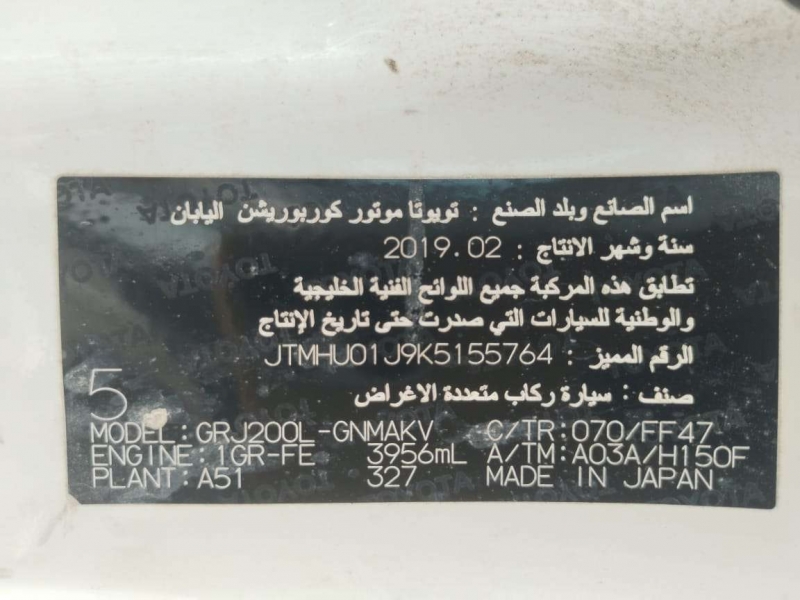 اسم الصانع وبلد الصنع : تويوتا موتور كوربوريشن اليابان
سنة وشهر الانتاج : 2019.02
تطابق هذه المركبة جميع اللوائح الفنية الخليجية
والوطنية للسيارات التي صدرت حتى تاريخ الإنتاج
الرقم المميز : JTMHU01J9K5155764
صنف : سيارة ركاب متعددة الاغراض
5
MODEL:GRJ200L-GNMAKV C/TR:070/FF47
ENGINE:1GR-FE 3956mL A/TM:A03A/H150F
PLANT:A51 327 MADE IN JAPAN